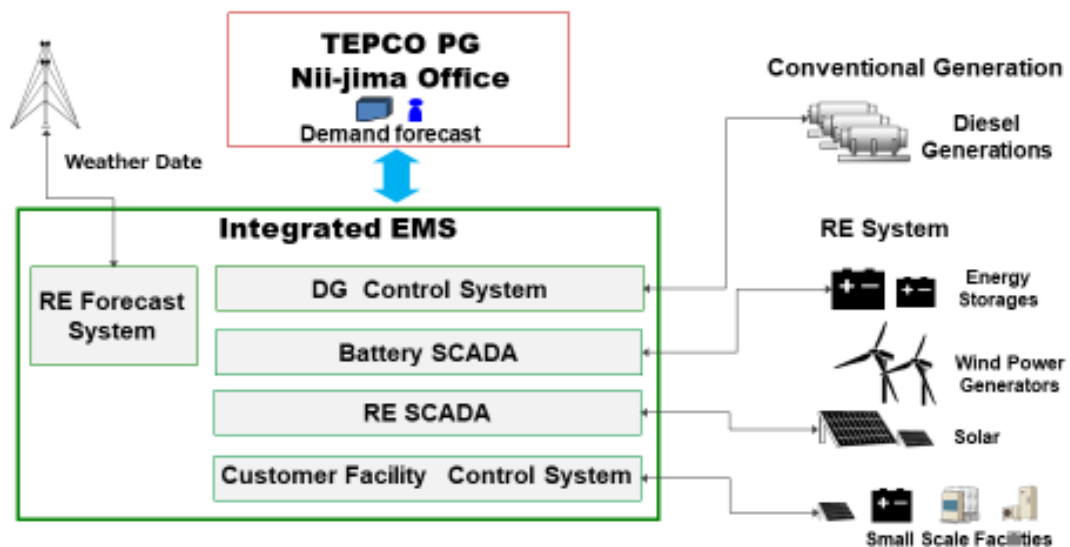 TEPCO PG
Nii-jima Office
Demand forecast
Weather Date
Integrated EMS
RE Forecast
System
DG Control System
Battery SCADA
RE SCADA
Customer Facility Control System
Conventional Generation
Diesel
Generations
RE System
Energy
Storages
Wind Power
Generators
Solar
Small Scale Facilities